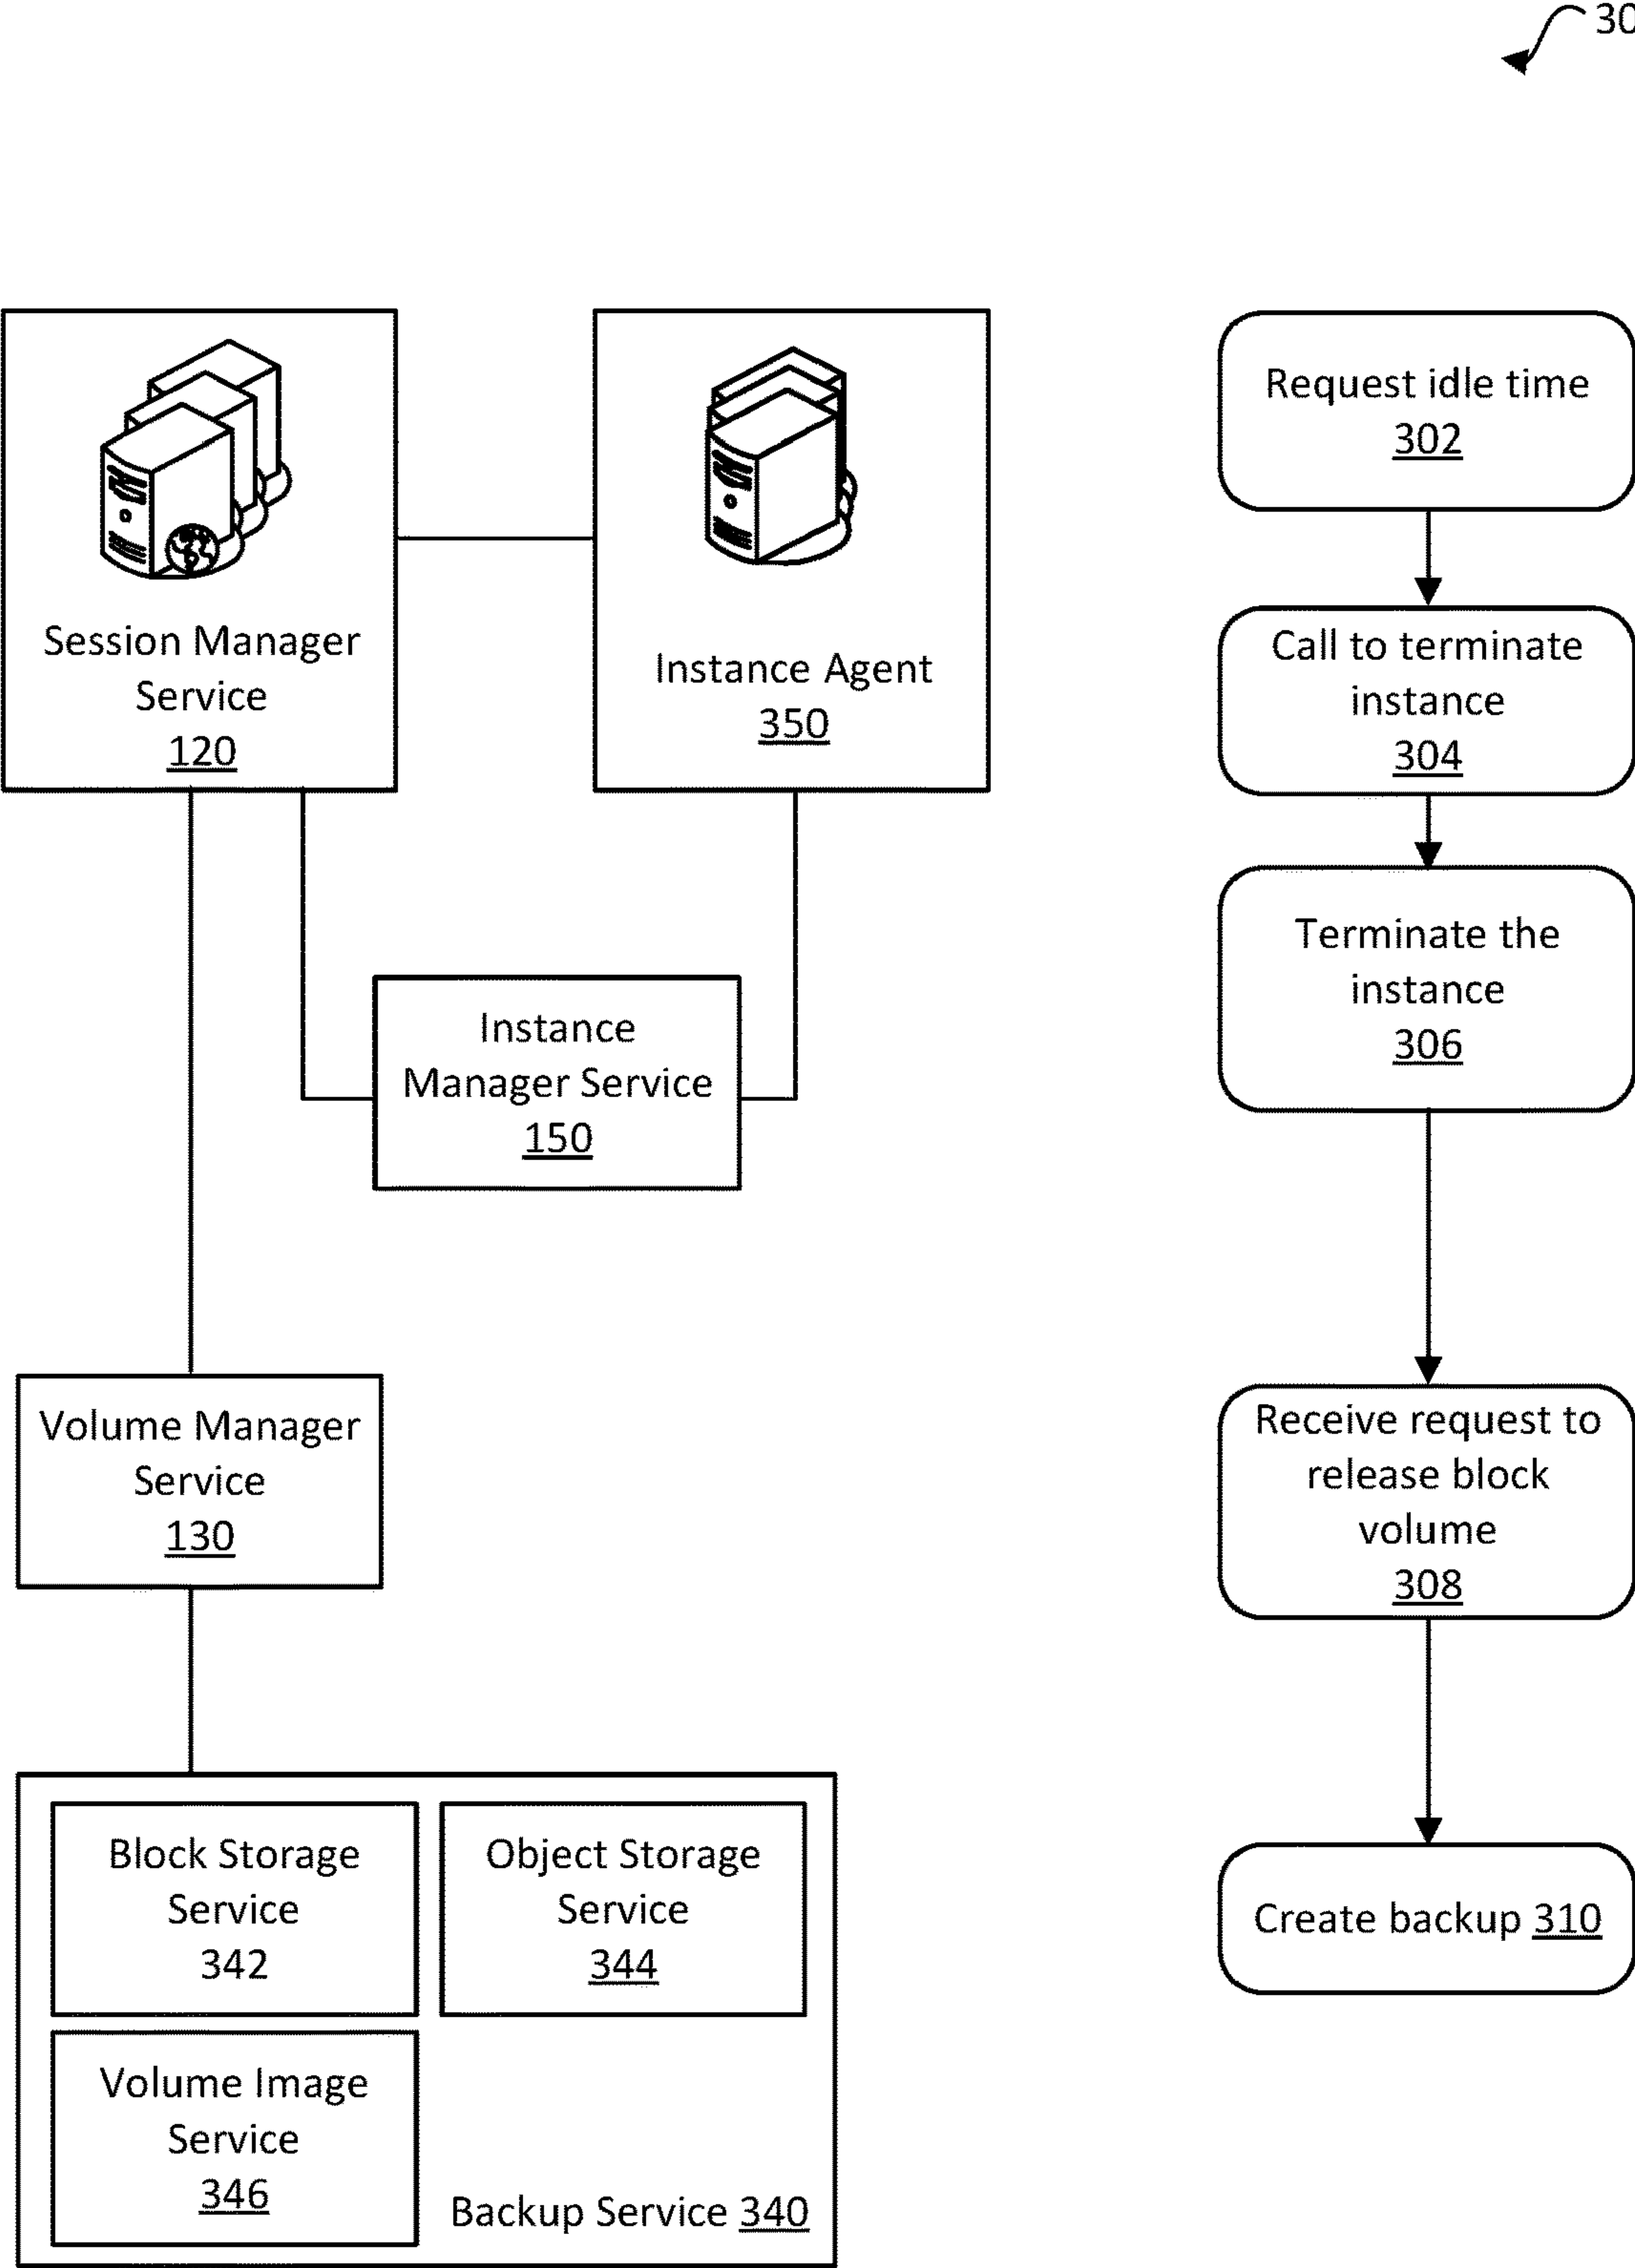 30
Session Manager
Service
120
Instance Agent
350
Instance
Manager Service
150
Volume Manager
Service
130
Block Storage
Service
342
Object Storage
Service
344
Volume Image
Service
346
Backup Service 340
Request idle time
302
Call to terminate
instance
304
Terminate the
instance
306
Receive request to
release block
volume
308
Create backup 310